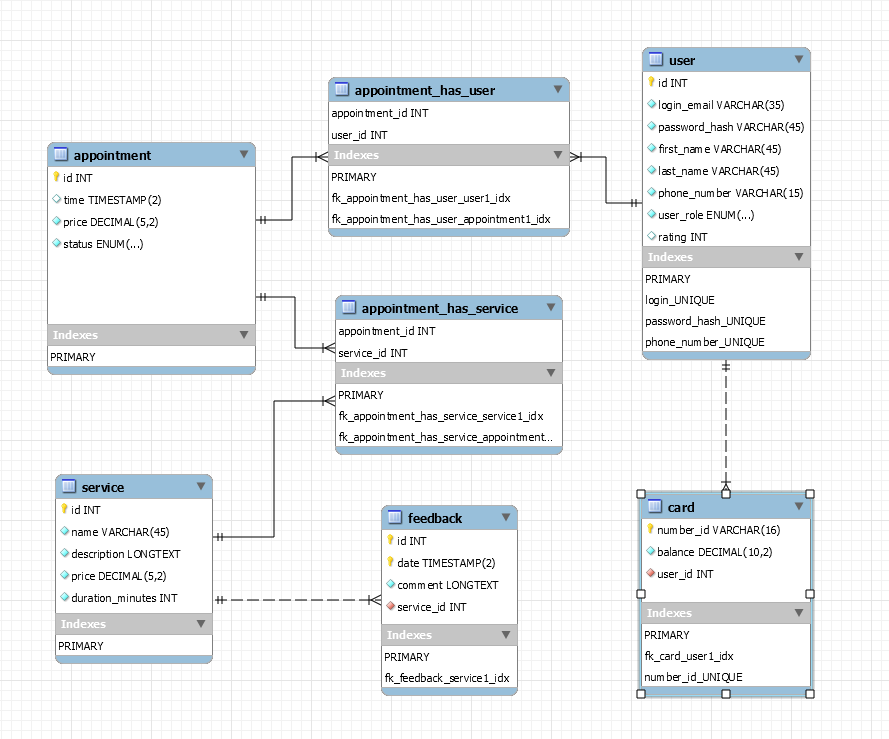 appointment
id INT
time TIMESTAMP(2)
price DECIMAL(5,2)
status ENUM(...)
Indexes
PRIMARY
appointment_has_user
appointment_id INT
user_id INT
Indexes
PRIMARY
fk_appointment_has_user_user1_idx
fk_appointment_has_user_appointment1_idx
user
id INT
login_email VARCHAR(35)
password_hash VARCHAR(45)
first_name VARCHAR(45)
last_name VARCHAR(45)
phone_number VARCHAR(15)
user_role ENUM(...)
rating INT
Indexes
PRIMARY
login_UNIQUE
password_hash_UNIQUE
phone_number_UNIQUE
appointment_has_service
appointment_id INT
service_id INT
Indexes
PRIMARY
fk_appointment_has_service_service1_idx
fk_appointment_has_service_appointment...
service
id INT
name VARCHAR(45)
description LONGTEXT
price DECIMAL(5,2)
duration_minutes INT
Indexes
PRIMARY
feedback
id INT
date TIMESTAMP(2)
comment LONGTEXT
service_id INT
Indexes
PRIMARY
fk_feedback_service1_idx
card
number_id VARCHAR(16)
balance DECIMAL(10,2)
user_id INT
Indexes
PRIMARY
fk_card_user1_idx
number_id_UNIQUE